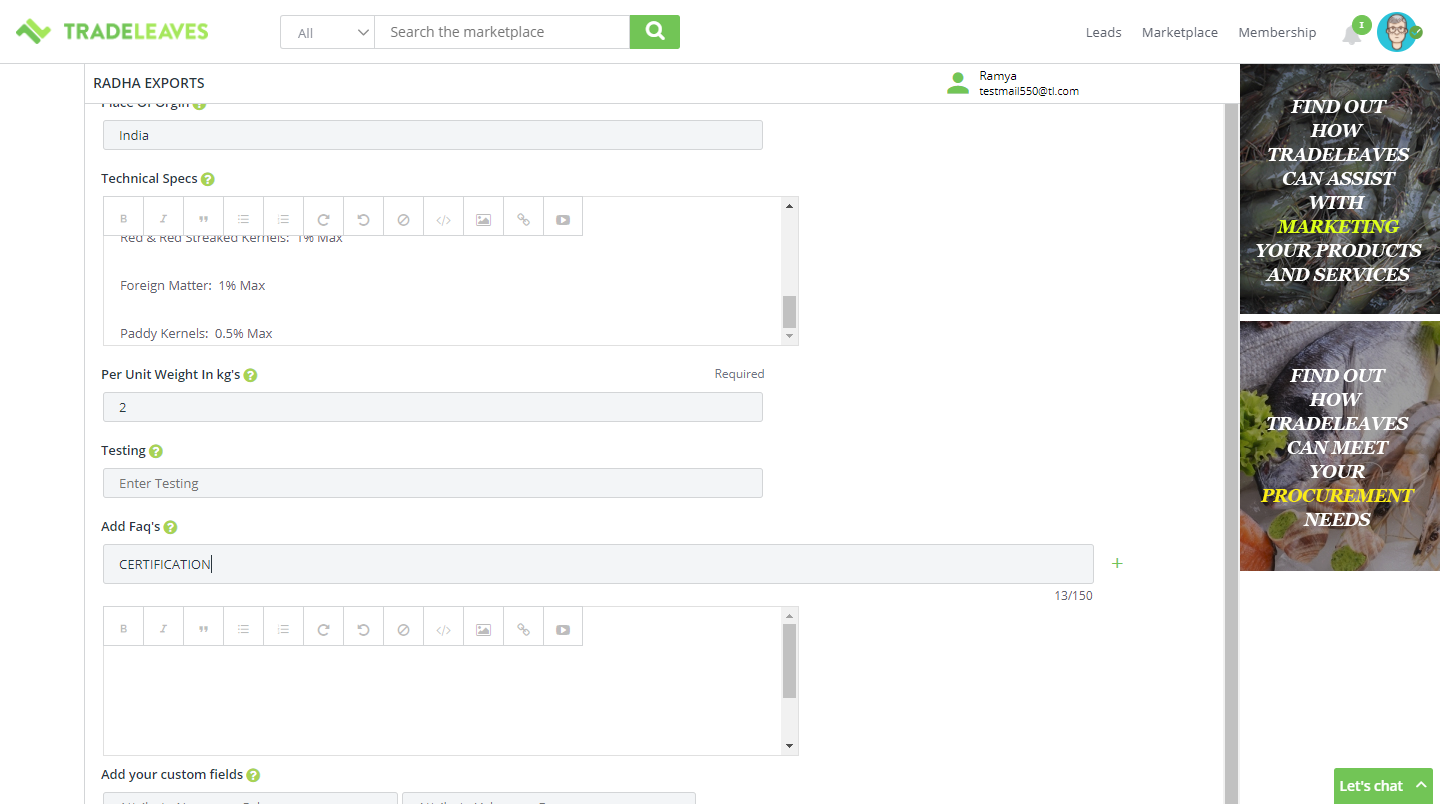 TRADELEAVES
All
Search the marketplace
Leads
Marketplace
Membership
1
RADHA EXPORTS
Ramya
testmail550@tl.com
Place Of Orgin
India
Technical Specs
Red & Red Streaked Kernels: 1% Max
Foreign Matter: 1% Max
Paddy Kernels: 0.5% Max
Per Unit Weight In kg's
Required
2
Testing
Enter Testing
Add Faq's
CERTIFICATION
13/150
Add your custom fields
FIND OUT
HOW
TRADELEAVES
CAN ASSIST
WITH
MARKETING
YOUR PRODUCTS
AND SERVICES
FIND OUT
HOW
TRADELEAVES
CAN MEET
YOUR
PROCUREMENT
NEEDS
Let's chat